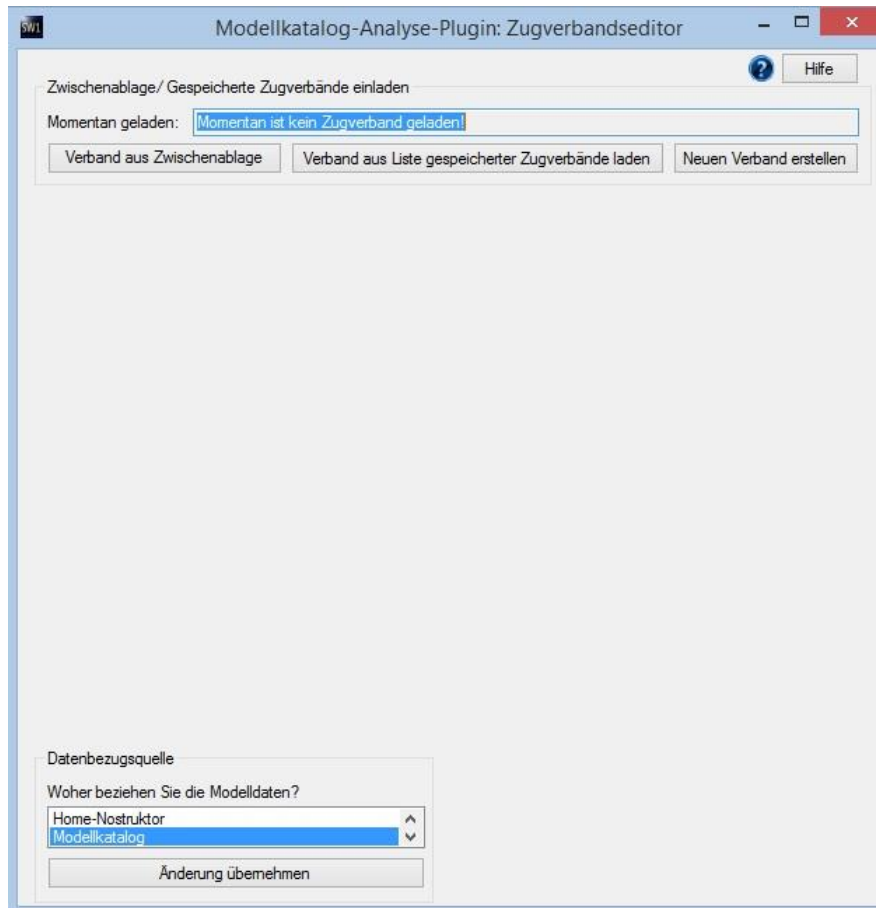 SW1
Modellkatalog-Analyse-Plugin: Zugverbandseditor
Hilfe
Zwischenablage/ Gespeicherte Zugverbände einladen
Momentan geladen: Momentan ist kein Zugverband geladen!
Verband aus Zwischenablage
Verband aus Liste gespeicherter Zugverbände laden
Neuen Verband erstellen
Datenbezugsquelle
Woher beziehen Sie die Modelldaten?
Home-Nostruktor
Modellkatalog
Änderung übernehmen